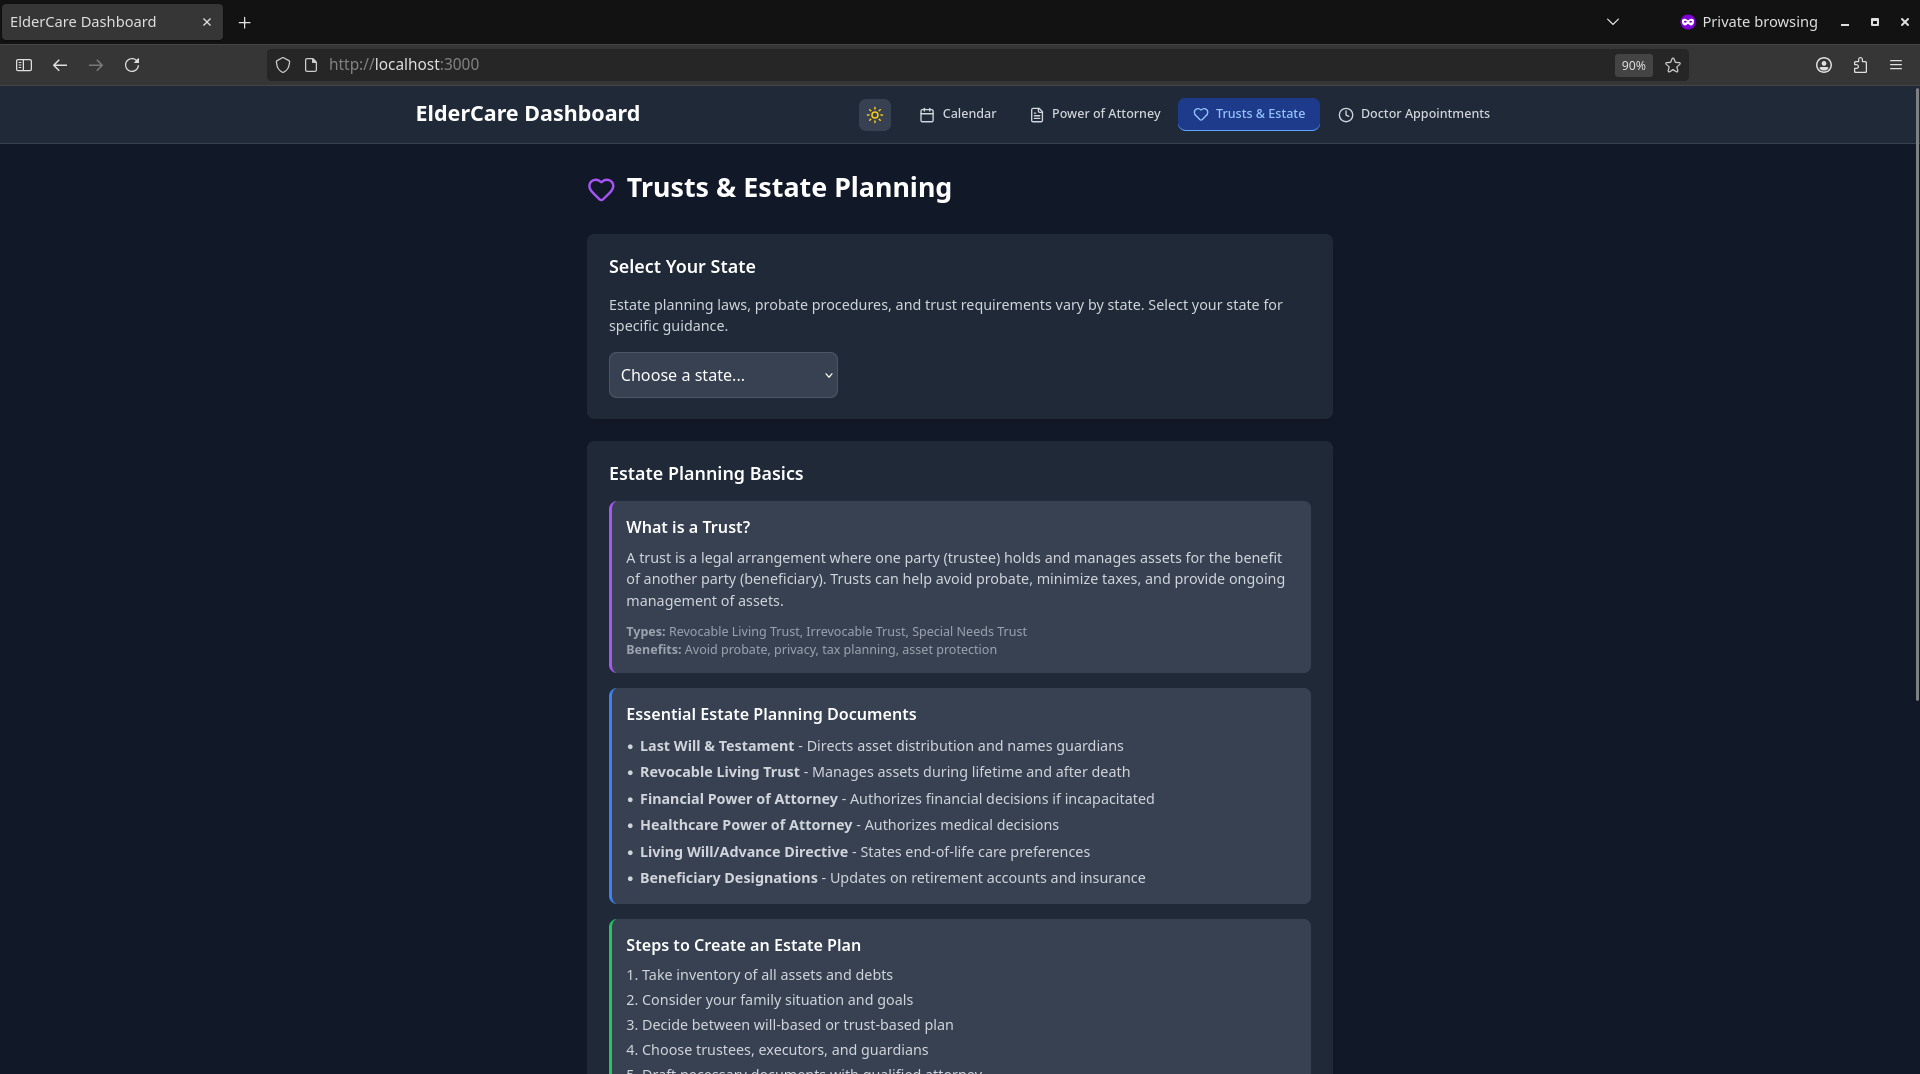 ElderCare Dashboard
Private browsing
http://localhost:3000
90%
ElderCare Dashboard
Calendar
Power of Attorney
Trusts & Estate
Doctor Appointments
Trusts & Estate Planning
Select Your State
Estate planning laws, probate procedures, and trust requirements vary by state. Select your state for
specific guidance.
Choose a state...
Estate Planning Basics
What is a Trust?
A trust is a legal arrangement where one party (trustee) holds and manages assets for the benefit
of another party (beneficiary). Trusts can help avoid probate, minimize taxes, and provide ongoing
management of assets.
Types: Revocable Living Trust, Irrevocable Trust, Special Needs Trust
Benefits: Avoid probate, privacy, tax planning, asset protection
Essential Estate Planning Documents
• Last Will & Testament - Directs asset distribution and names guardians
• Revocable Living Trust - Manages assets during lifetime and after death
• Financial Power of Attorney - Authorizes financial decisions if incapacitated
• Healthcare Power of Attorney - Authorizes medical decisions
• Living Will/Advance Directive - States end-of-life care preferences
• Beneficiary Designations - Updates on retirement accounts and insurance
Steps to Create an Estate Plan
1. Take inventory of all assets and debts
2. Consider your family situation and goals
3. Decide between will-based or trust-based plan
4. Choose trustees, executors, and guardians
5. Draft necessary documents with qualified attorney